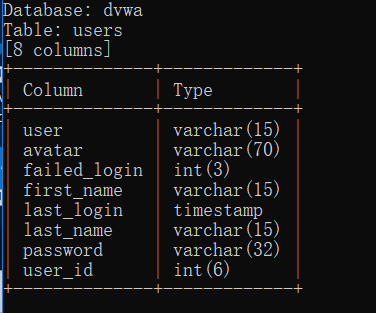 Database: dvwa
Table: users
[8 columns]
+--------------+-------------+
| Column | Type |
+--------------+-------------+
| user | varchar(15) |
| avatar | varchar(70) |
| failed_login | int(3) |
| first_name | varchar(15) |
| last_login | timestamp |
| last_name | varchar(15) |
| password | varchar(32) |
| user_id | int(6) |
+--------------+-------------+